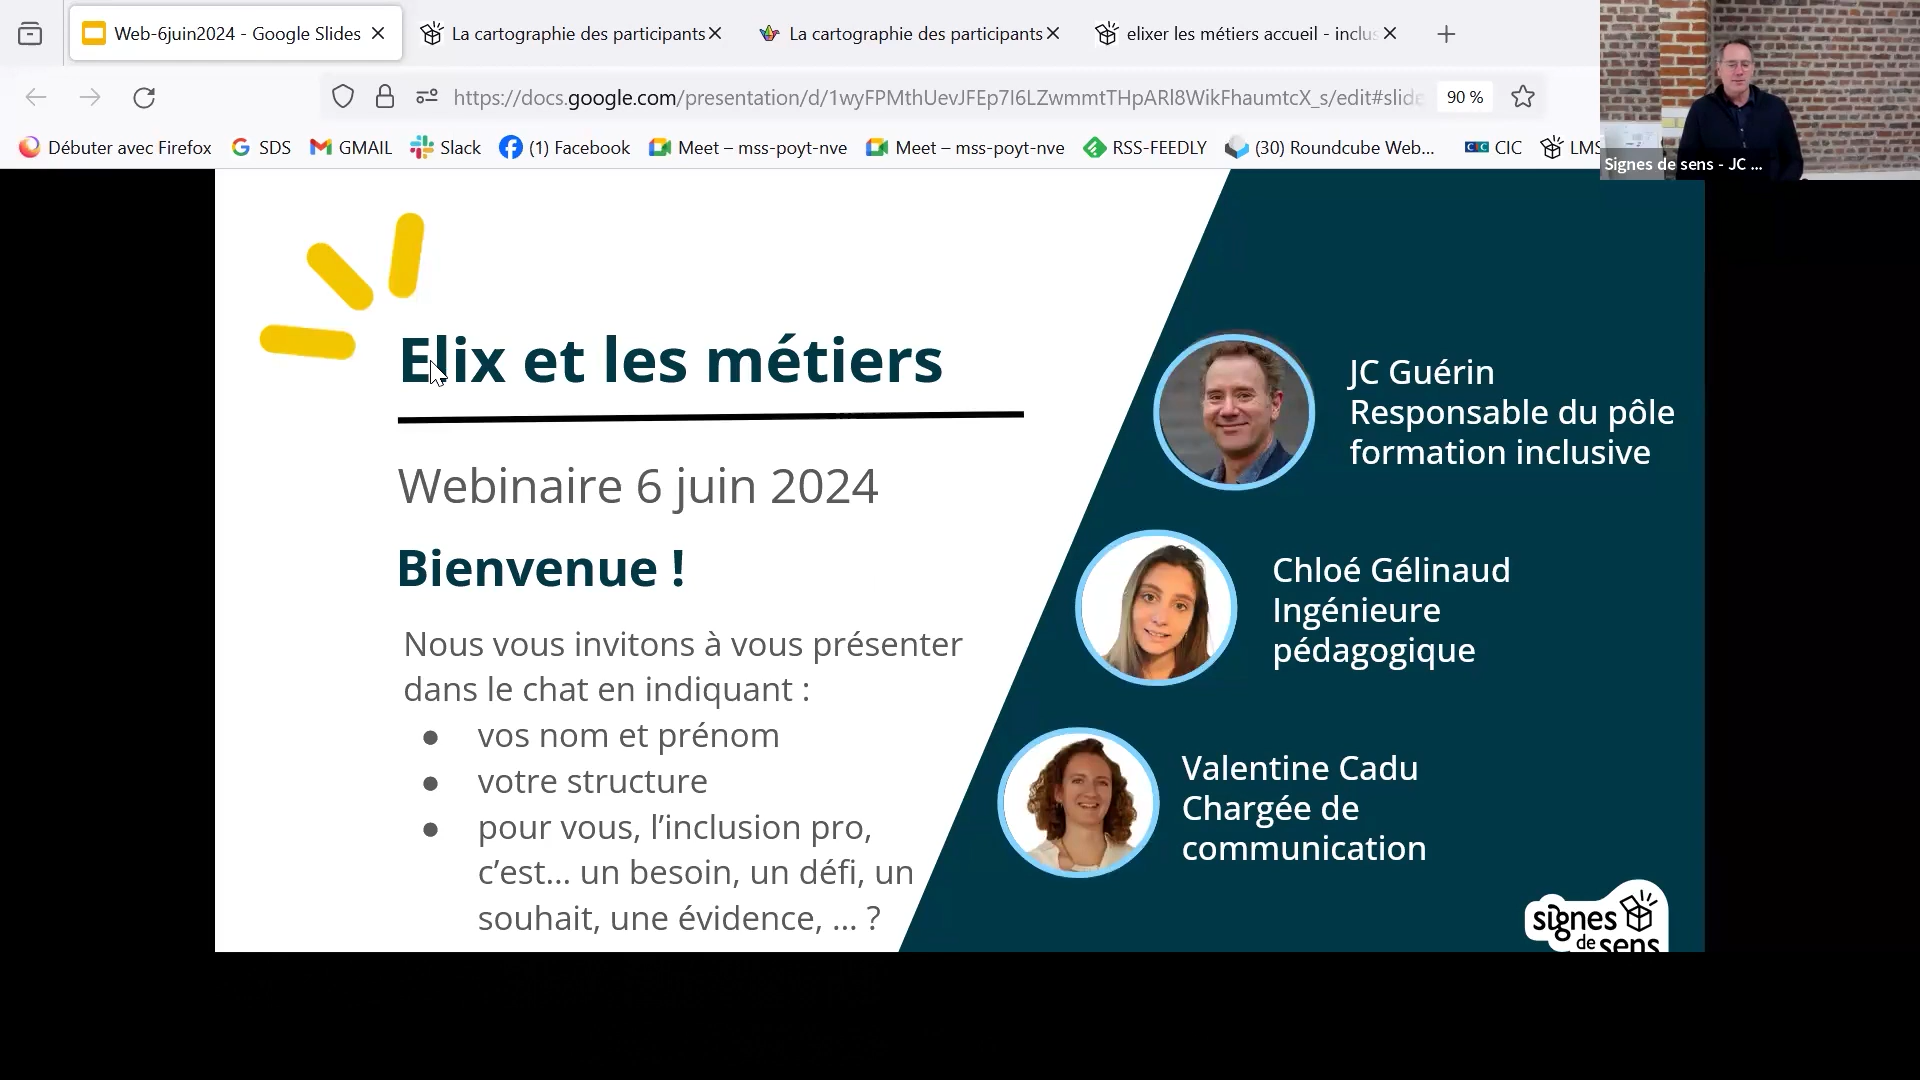 Web-6juin2024 - Google Slides
La cartographie des participants
La cartographie des participants
elixer les métiers accueil - inclus
https://docs.google.com/presentation/d/1wyFPMthUevJFEp7I6LZwmmtTHpARl8WikFhaumtcX_s/edit#slide
90 %
Débuter avec Firefox
SDS
GMAIL
Slack
(1) Facebook
Meet – mss-poyt-nve
Meet – mss-poyt-nve
RSS-FEEDLY
(30) Roundcube Web...
CIC
CIC
LMS
Signes de sens - JC ...
Elix et les métiers
Webinaire 6 juin 2024
Bienvenue !
Nous vous invitons à vous présenter
dans le chat en indiquant :
● vos nom et prénom
● votre structure
● pour vous, l’inclusion pro,
c’est... un besoin, un défi, un
souhait, une évidence, ... ?
JC Guérin
Responsable du pôle
formation inclusive
Chloé Gélinaud
Ingénieure
pédagogique
Valentine Cadu
Chargée de
communication
signes
de sens